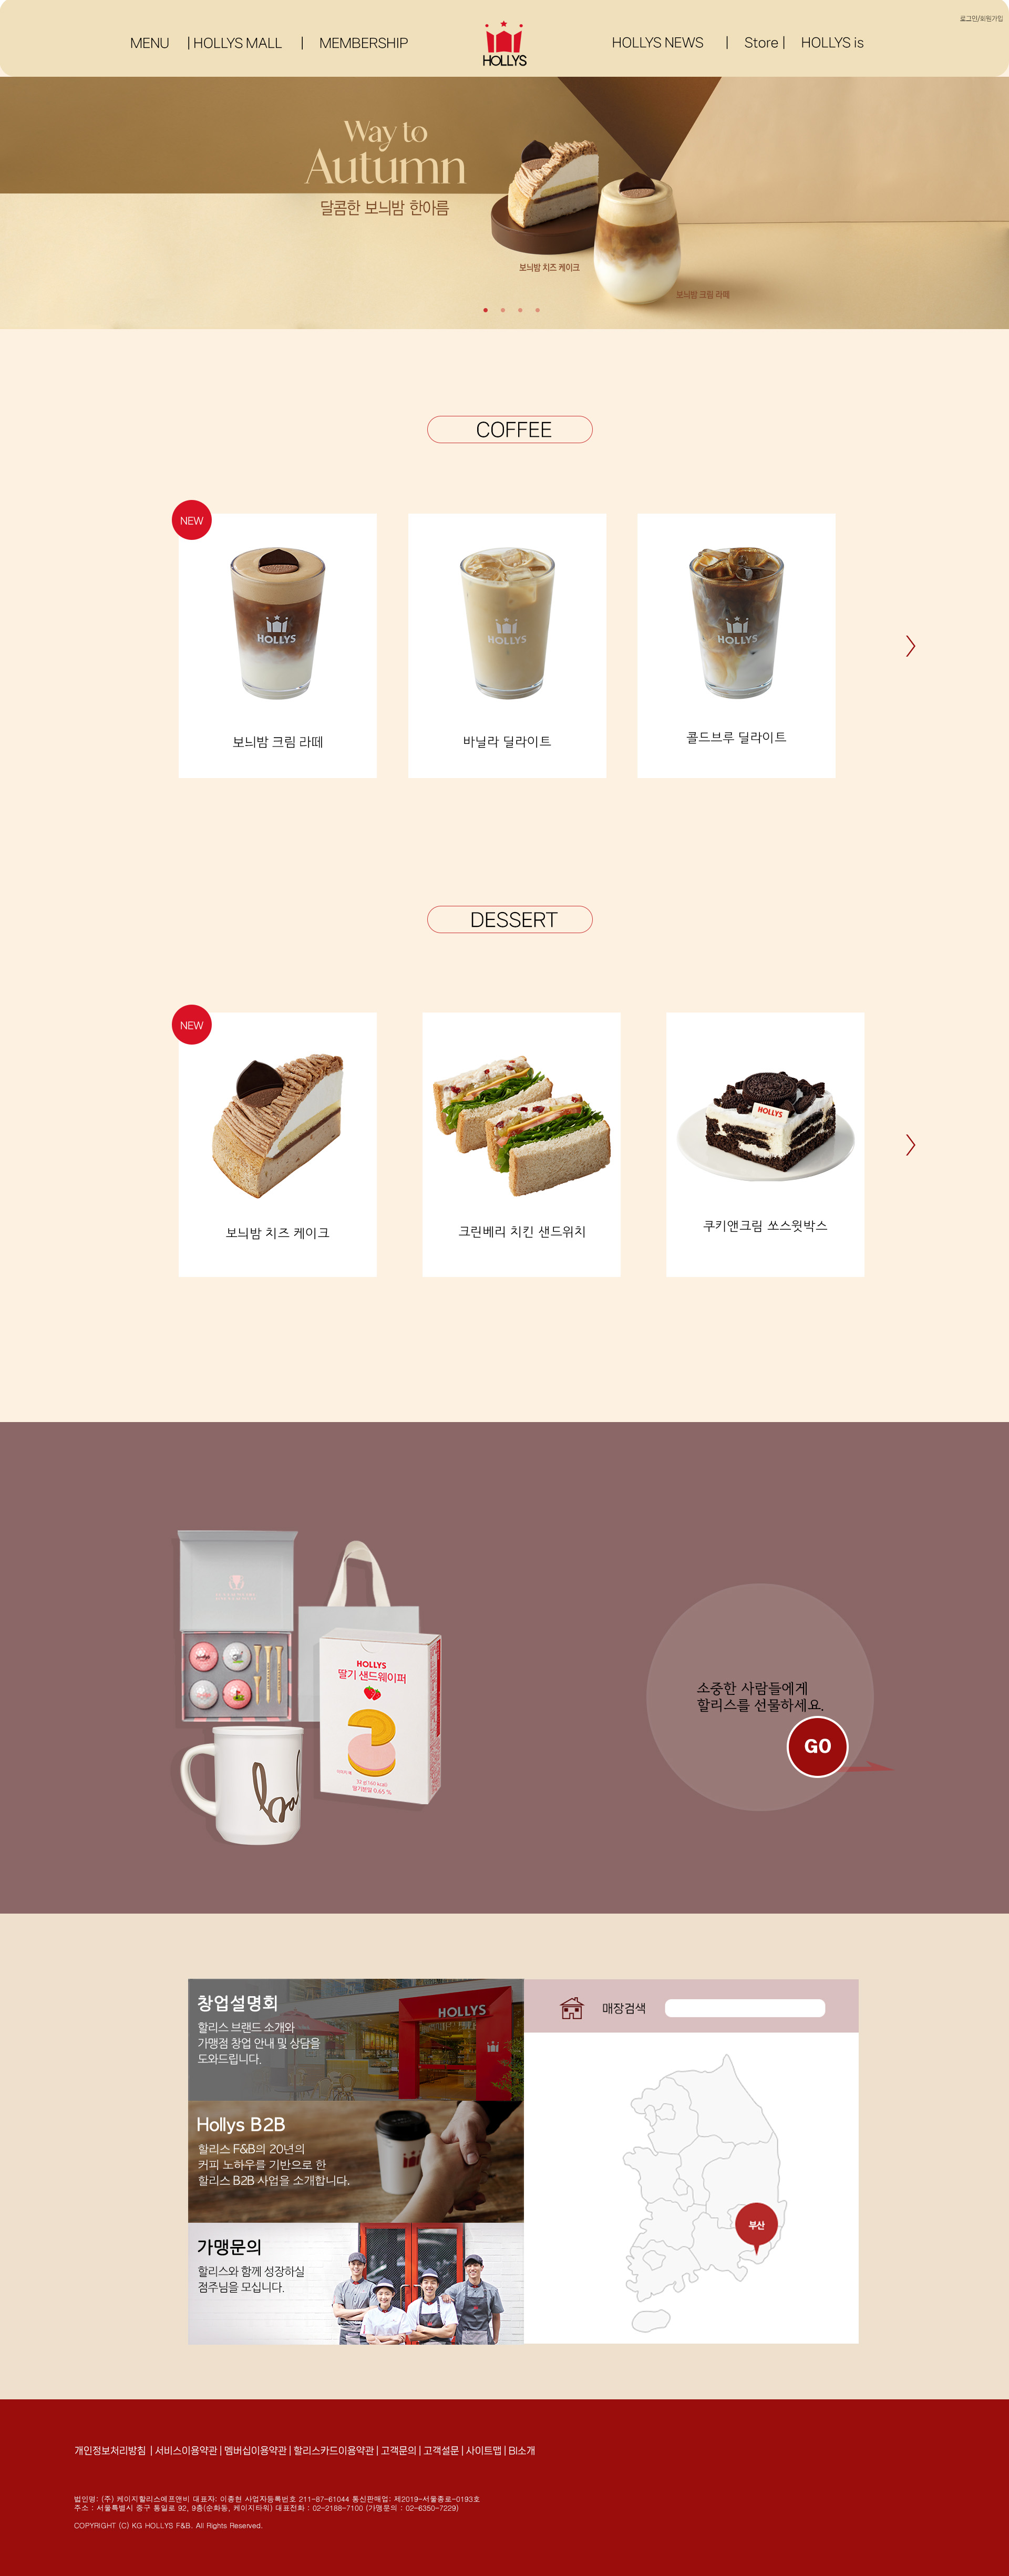 로그인/회원가입
MENU | HOLLYS MALL | MEMBERSHIP
HOLLYS
HOLLYS NEWS | Store | HOLLYS is
Way to
Autumn
달콤한 보늬밤 한아름
보늬밤 치즈 케이크
보늬밤 크림 라떼
COFFEE
NEW
HOLLYS
HOLLYS
HOLLYS
보늬밤 크림 라떼
바닐라 딜라이트
콜드브루 딜라이트
DESSERT
NEW
HOLLYS
보늬밤 치즈 케이크
크린베리 치킨 샌드위치
쿠키앤크림 쏘스윗박스
HOLLYS
딸기 샌드웨이퍼
32 g(160 kcal)
딸기분말 0.65 %
소중한 사람들에게
할리스를 선물하세요.
GO
창업설명회
할리스 브랜드 소개와
가맹점 창업 안내 및 상담을
도와드립니다.
HOLLYS
Hollys B2B
할리스 F&B의 20년의
커피 노하우를 기반으로 한
할리스 B2B 사업을 소개합니다.
가맹문의
할리스와 함께 성장하실
점주님을 모십니다.
매장검색
부산
개인정보처리방침 | 서비스이용약관 | 멤버십이용약관 | 할리스카드이용약관 | 고객문의 | 고객설문 | 사이트맵 | BI소개
법인명: (주) 케이지할리스에프앤비 대표자: 이종현 사업자등록번호 211-87-61044 통신판매업: 제2019-서울종로-0193호
주소 : 서울특별시 중구 통일로 92, 9층(순화동, 케이지타워) 대표전화 : 02-2188-7100 (가맹문의 : 02-6350-7229)
COPYRIGHT (C) KG HOLLYS F&B. All Rights Reserved.